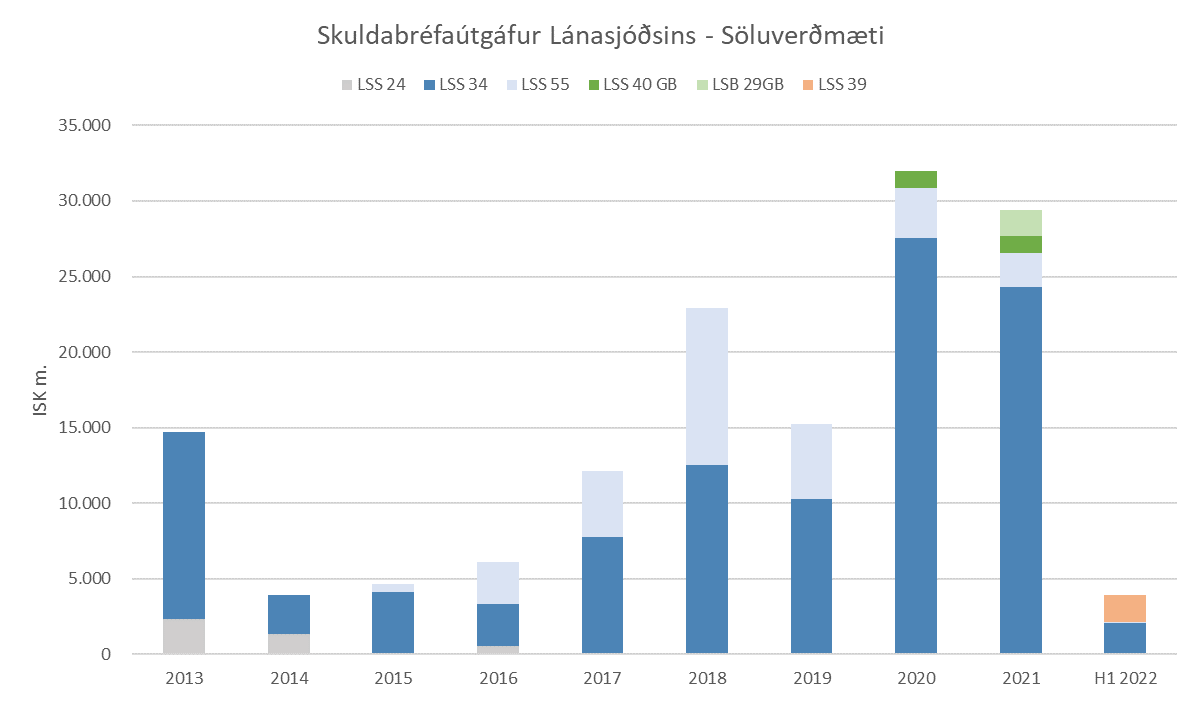 Skuldabréfaútgáfur Lánasjóðsins - Söluverðmæti
LSS 24 LSS 34 LSS 55 LSS 40 GB LSB 29GB LSS 39
35.000
30.000
25.000
20.000
15.000
10.000
5.000
0
ISK m.
2013 2014 2015 2016 2017 2018 2019 2020 2021 H1 2022